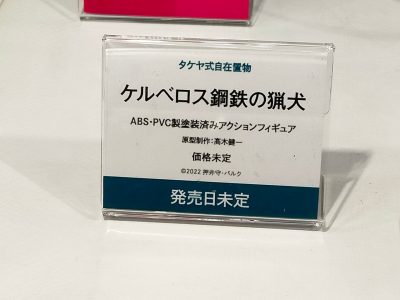 タケヤ式自在置物
ケルベロス鋼鉄の猟犬
ABS・PVC製塗装済みアクションフィギュア
原型制作：髙木健一
価格未定
©2022 押井守・バルク
発売日未定